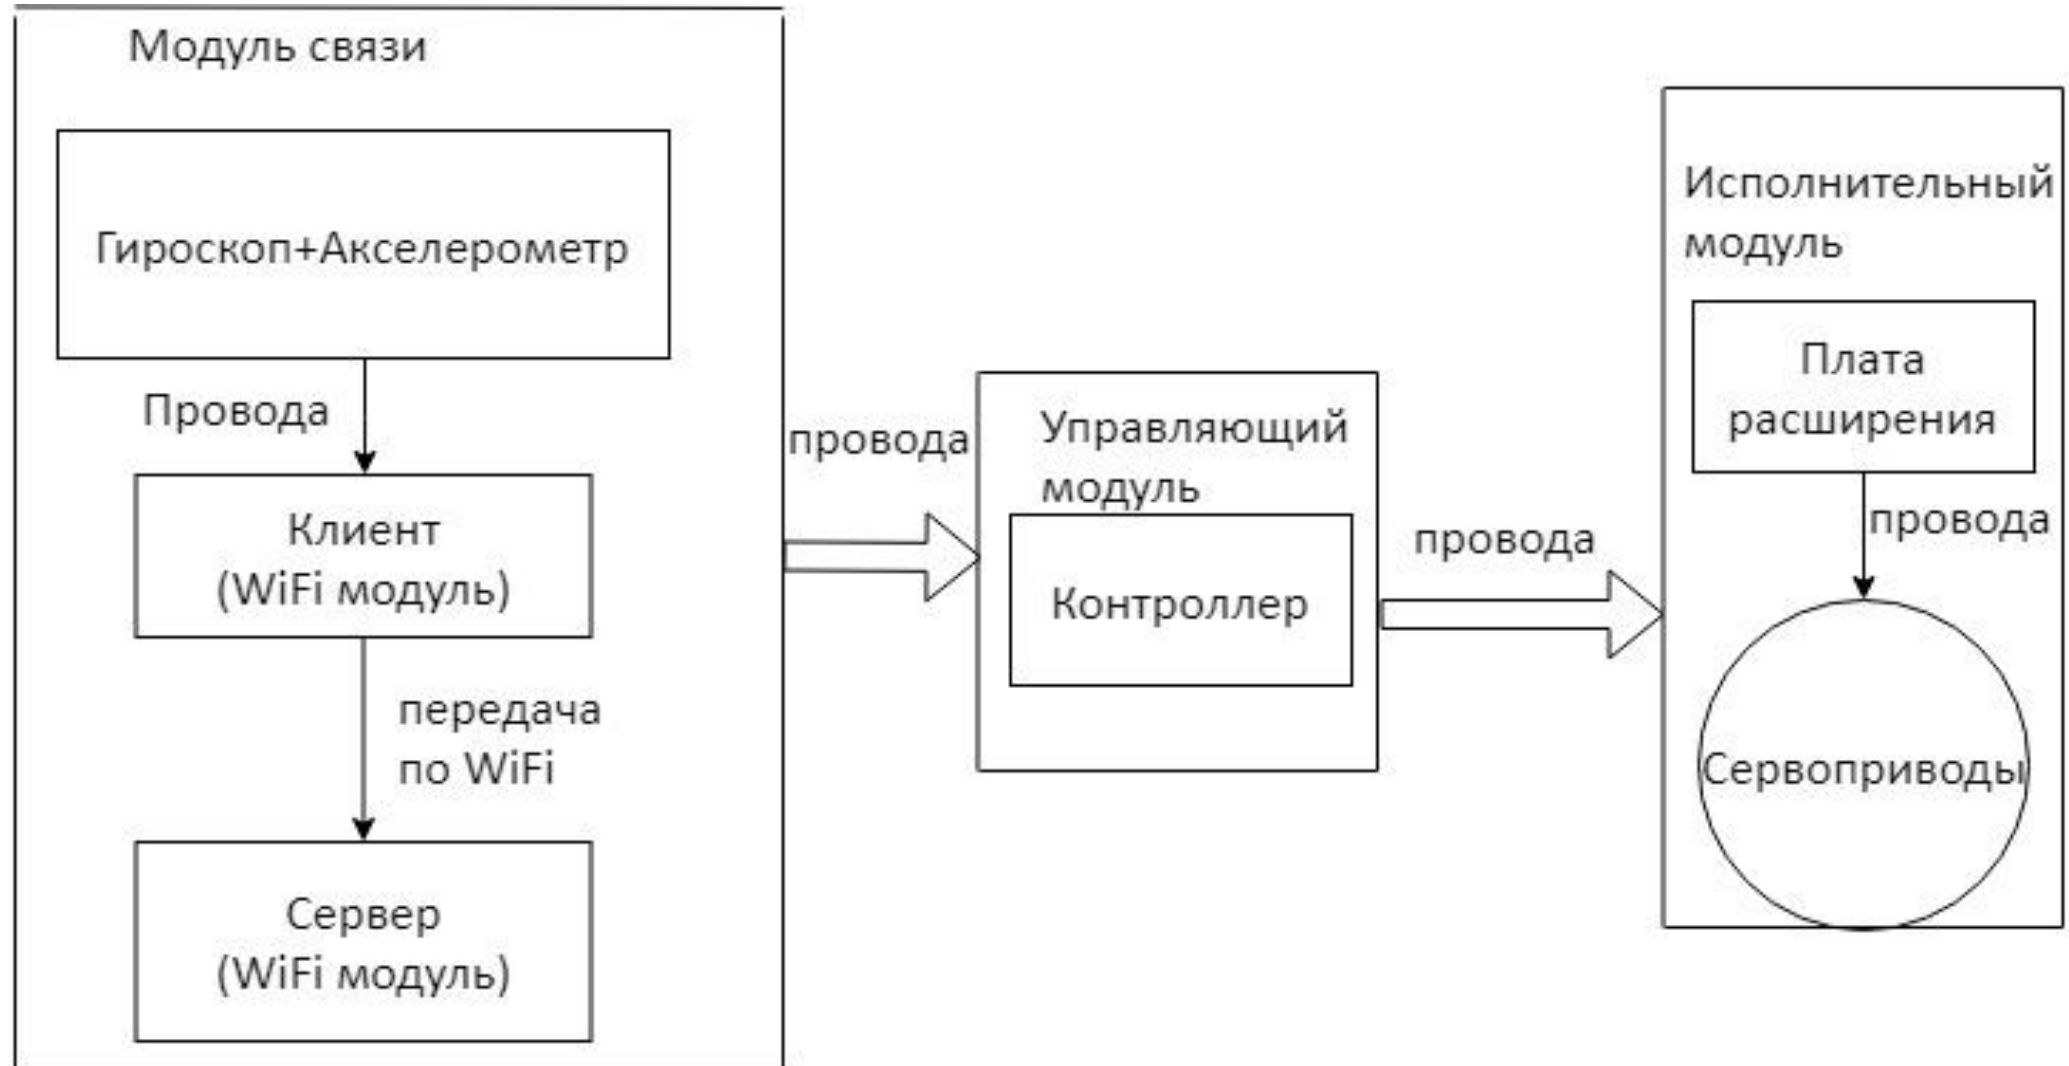 Модуль связи
Гироскоп+Акселерометр
Провода
Клиент
(WiFi модуль)
передача
по WiFi
Сервер
(WiFi модуль)
провода
Управляющий
модуль
Контроллер
провода
Исполнительный
модуль
Плата
расширения
провода
Сервоприводы